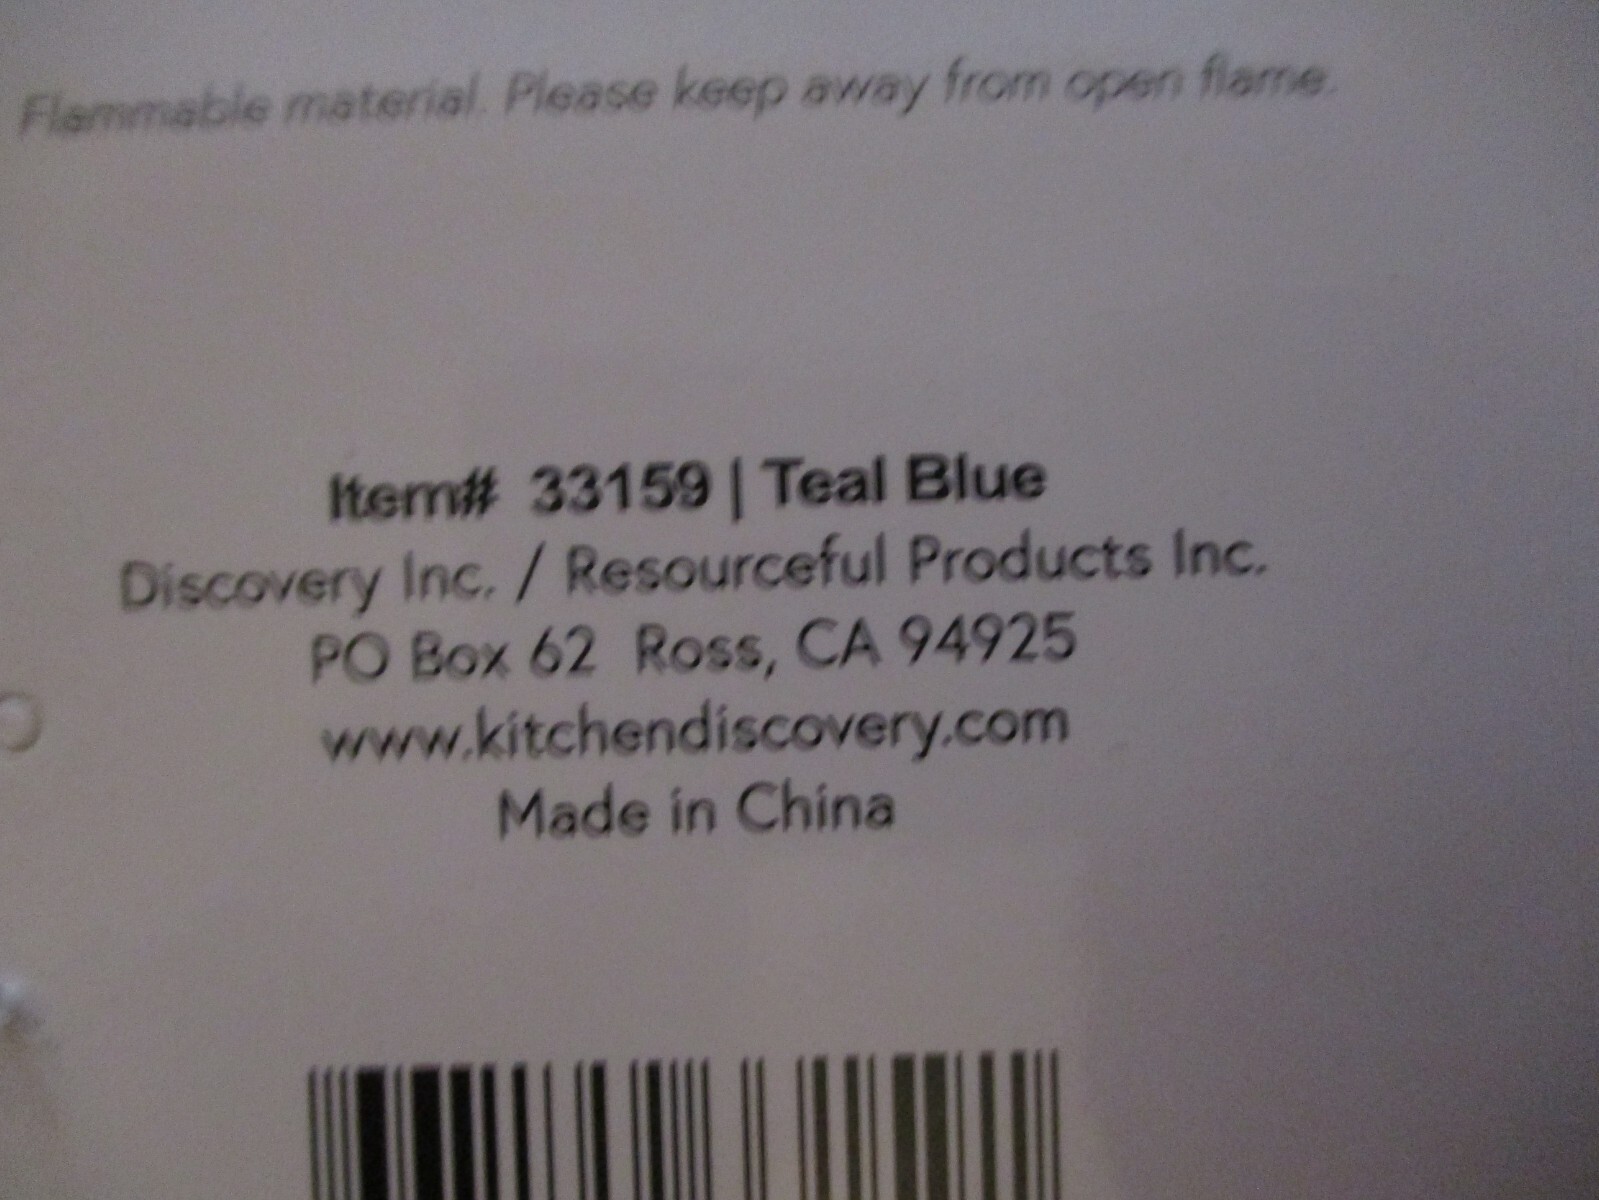 Flammable material. Please keep away from open flame.
Item# 33159 | Teal Blue
Discovery Inc. / Resourceful Products Inc.
PO Box 62 Ross, CA 94925
www.kitchendiscovery.com
Made in China